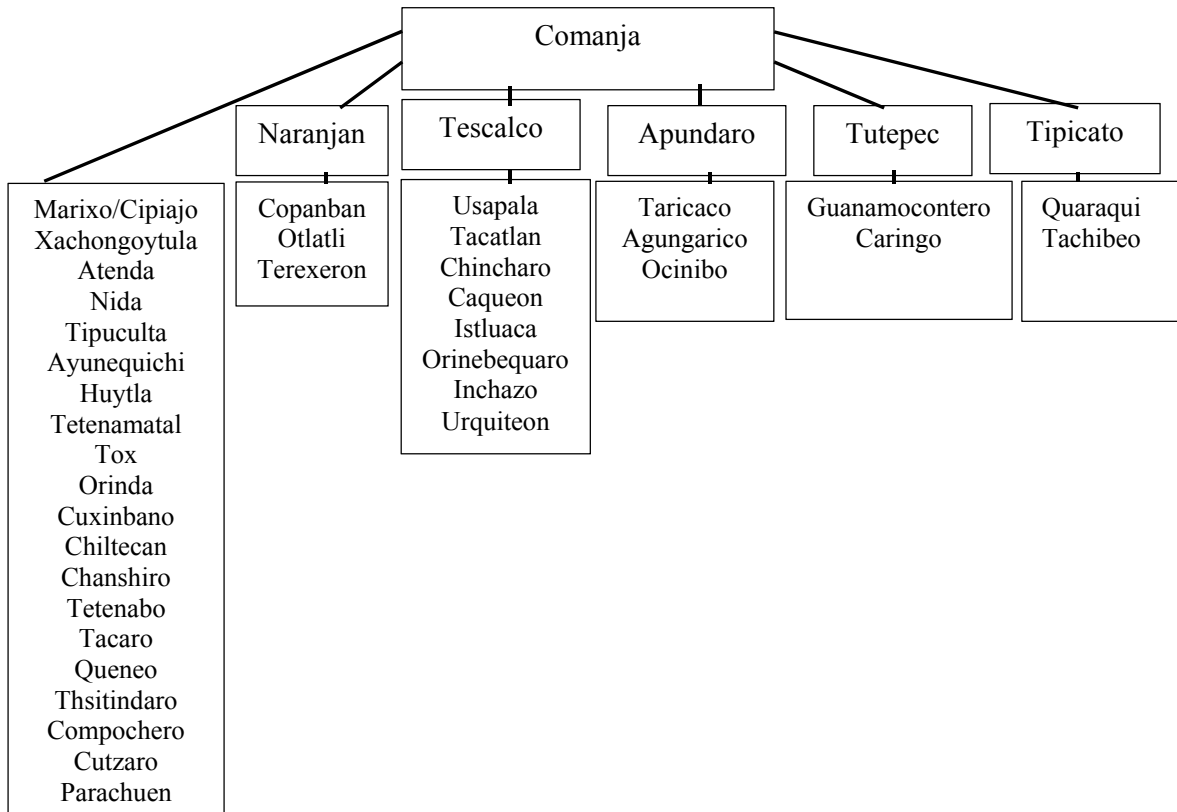 Comanja
Naranjan
Tescalco
Apundaro
Tutepec
Tipicato
Marixo/Cipiajo
Xachongoytula
Atenda
Nida
Tipuculta
Ayunequichi
Huytla
Tetenamatal
Tox
Orinda
Cuxinbano
Chiltecan
Chanshiro
Tetenabo
Tacaro
Queneo
Thsitindaro
Compochero
Cutzaro
Parachuen
Copanban
Otlatli
Terexeron
Usapala
Tacatlan
Chincharo
Caqueon
Istluaca
Orinebequaro
Inchazo
Urquiteon
Taricaco
Agungarico
Ocinibo
Guanamocontero
Caringo
Quaraqui
Tachibeo